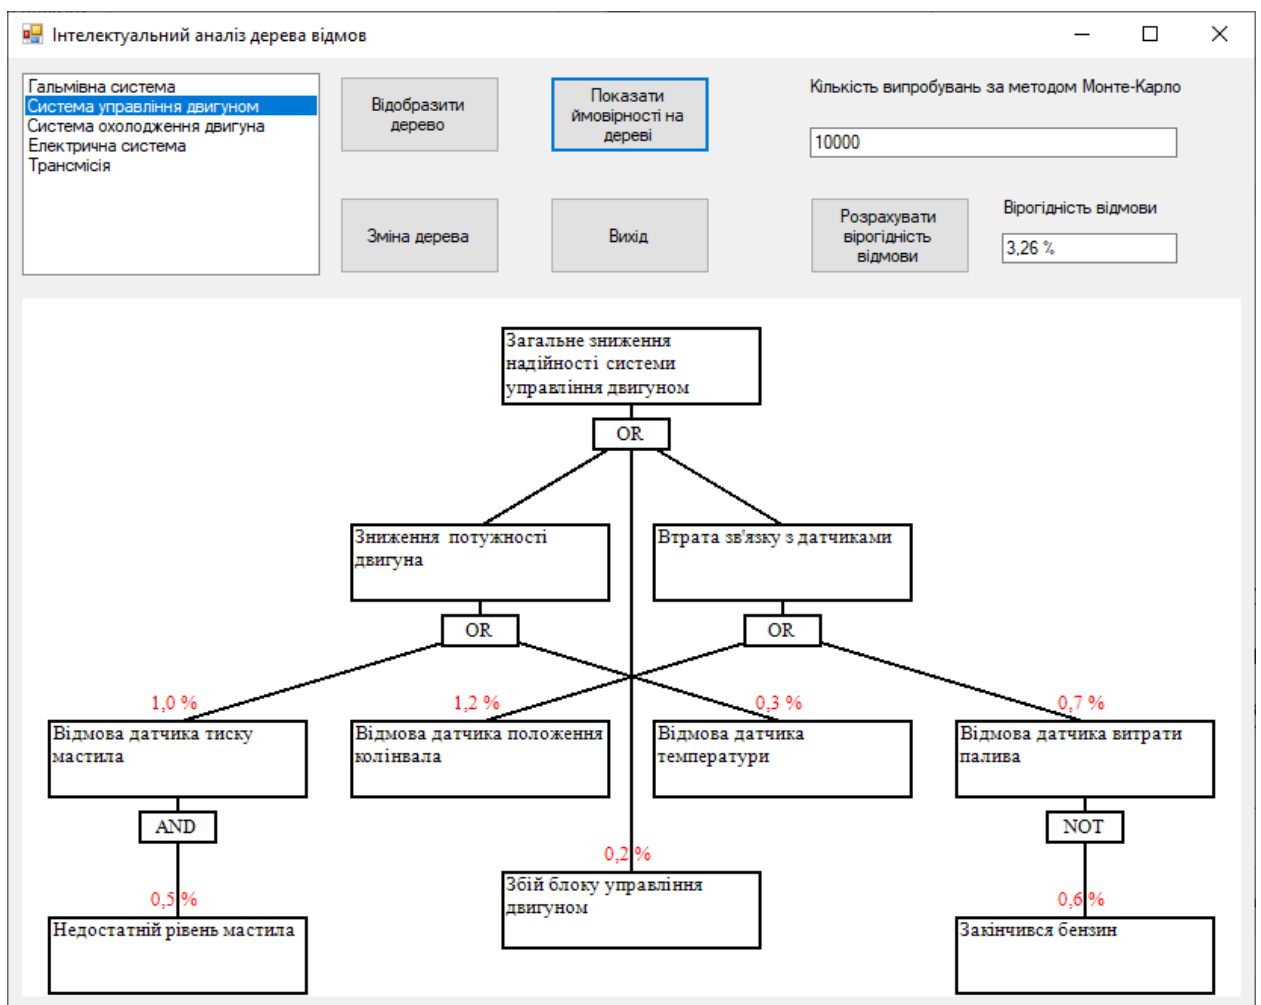 Інтелектуальний аналіз дерева відмов
Гальмівна система
Система управління двигуном
Система охолодження двигуна
Електрична система
Трансмісія
Відобразити
дерево
Показати
ймовірності на
дереві
Кількість випробувань за методом Монте-Карло
10000
Зміна дерева
Вихід
Розрахувати
вірогідність
відмови
Вірогідність відмови
3,26 %
Загальне зниження
надійності системи
управління двигуном
OR
Зниження потужності
двигуна
Втрата зв'язку з датчиками
OR
OR
1,0 %
1,2 %
0,3 %
0,7 %
Відмова датчика тиску
мастила
Відмова датчика положення
колінвала
Відмова датчика
температури
Відмова датчика витрати
палива
AND
NOT
0,2 %
Збій блоку управління
двигуном
0,5 %
0,6 %
Недостатній рівень мастила
Закінчився бензин